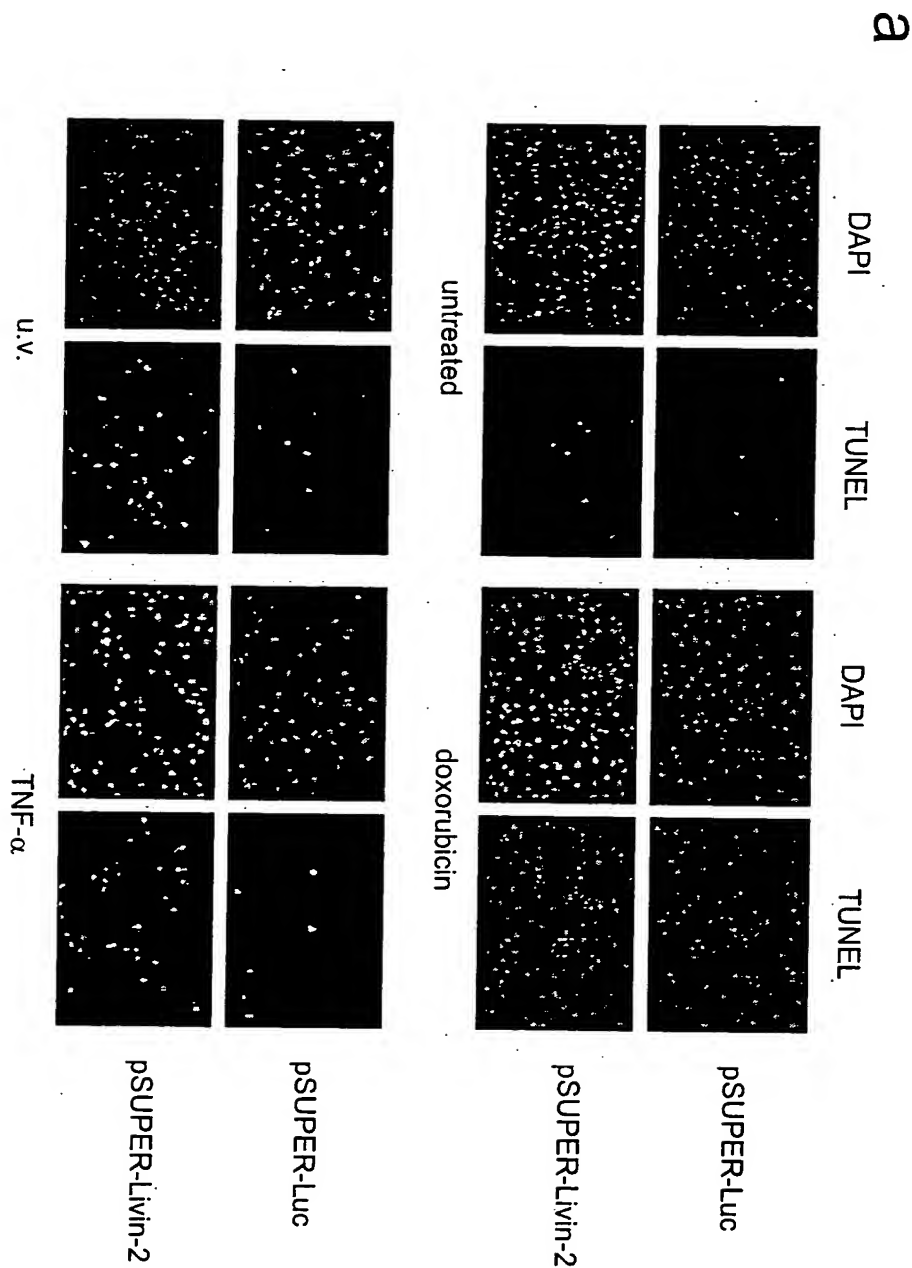 a
DAPI TUNEL DAPI TUNEL
pSUPER-Luc
pSUPER-Livin-2
untreated doxorubicin
pSUPER-Luc
pSUPER-Livin-2
u.v. TNF-α